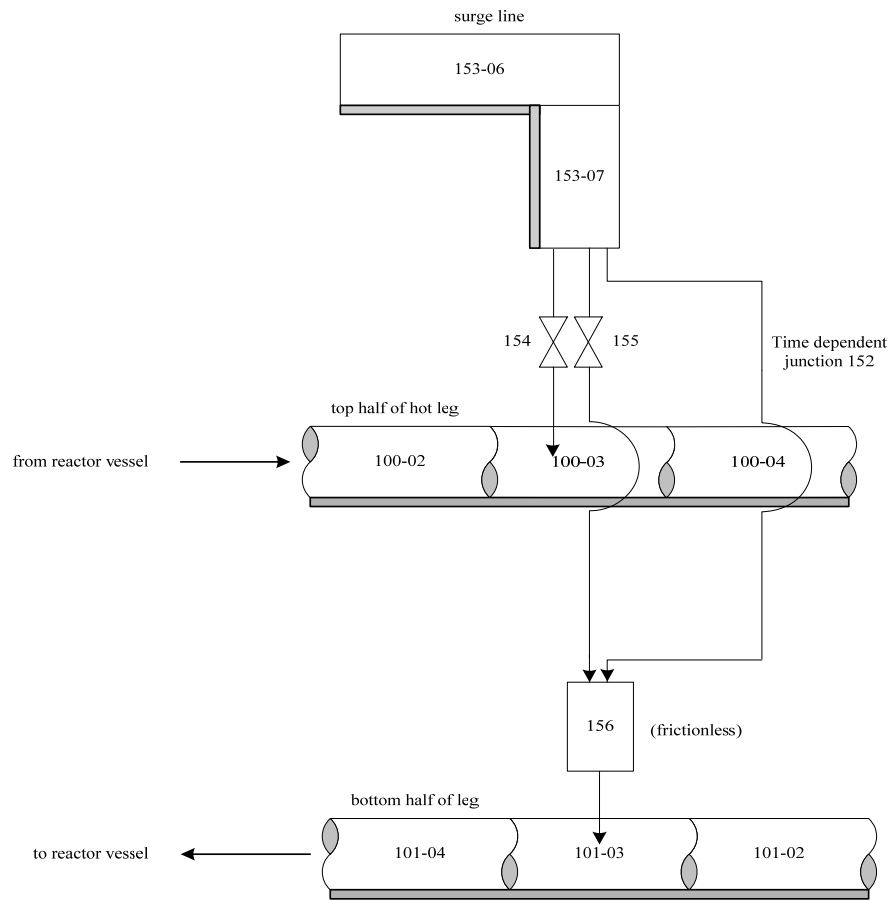 surge line
153-06
153-07
154
155
Time dependent
junction 152
top half of hot leg
from reactor vessel
100-02
100-03
100-04
156
(frictionless)
bottom half of leg
to reactor vessel
101-04
101-03
101-02